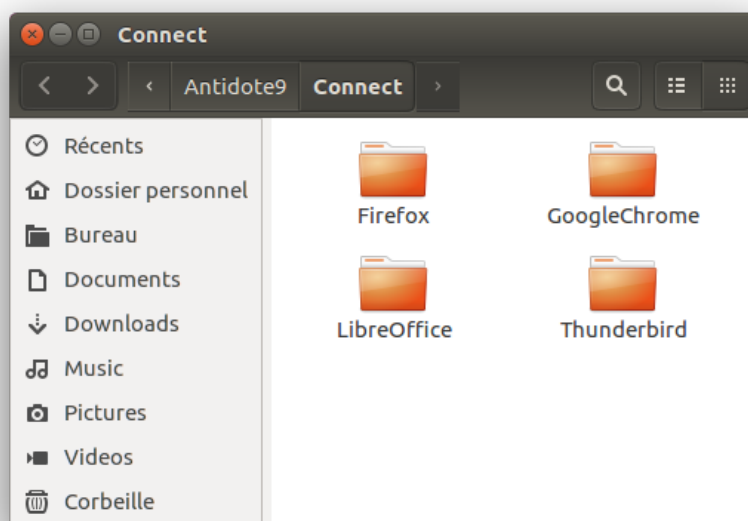 Connect
Antidote9 Connect
Récents
Dossier personnel
Bureau
Documents
Downloads
Music
Pictures
Videos
Corbeille
Firefox GoogleChrome
LibreOffice Thunderbird